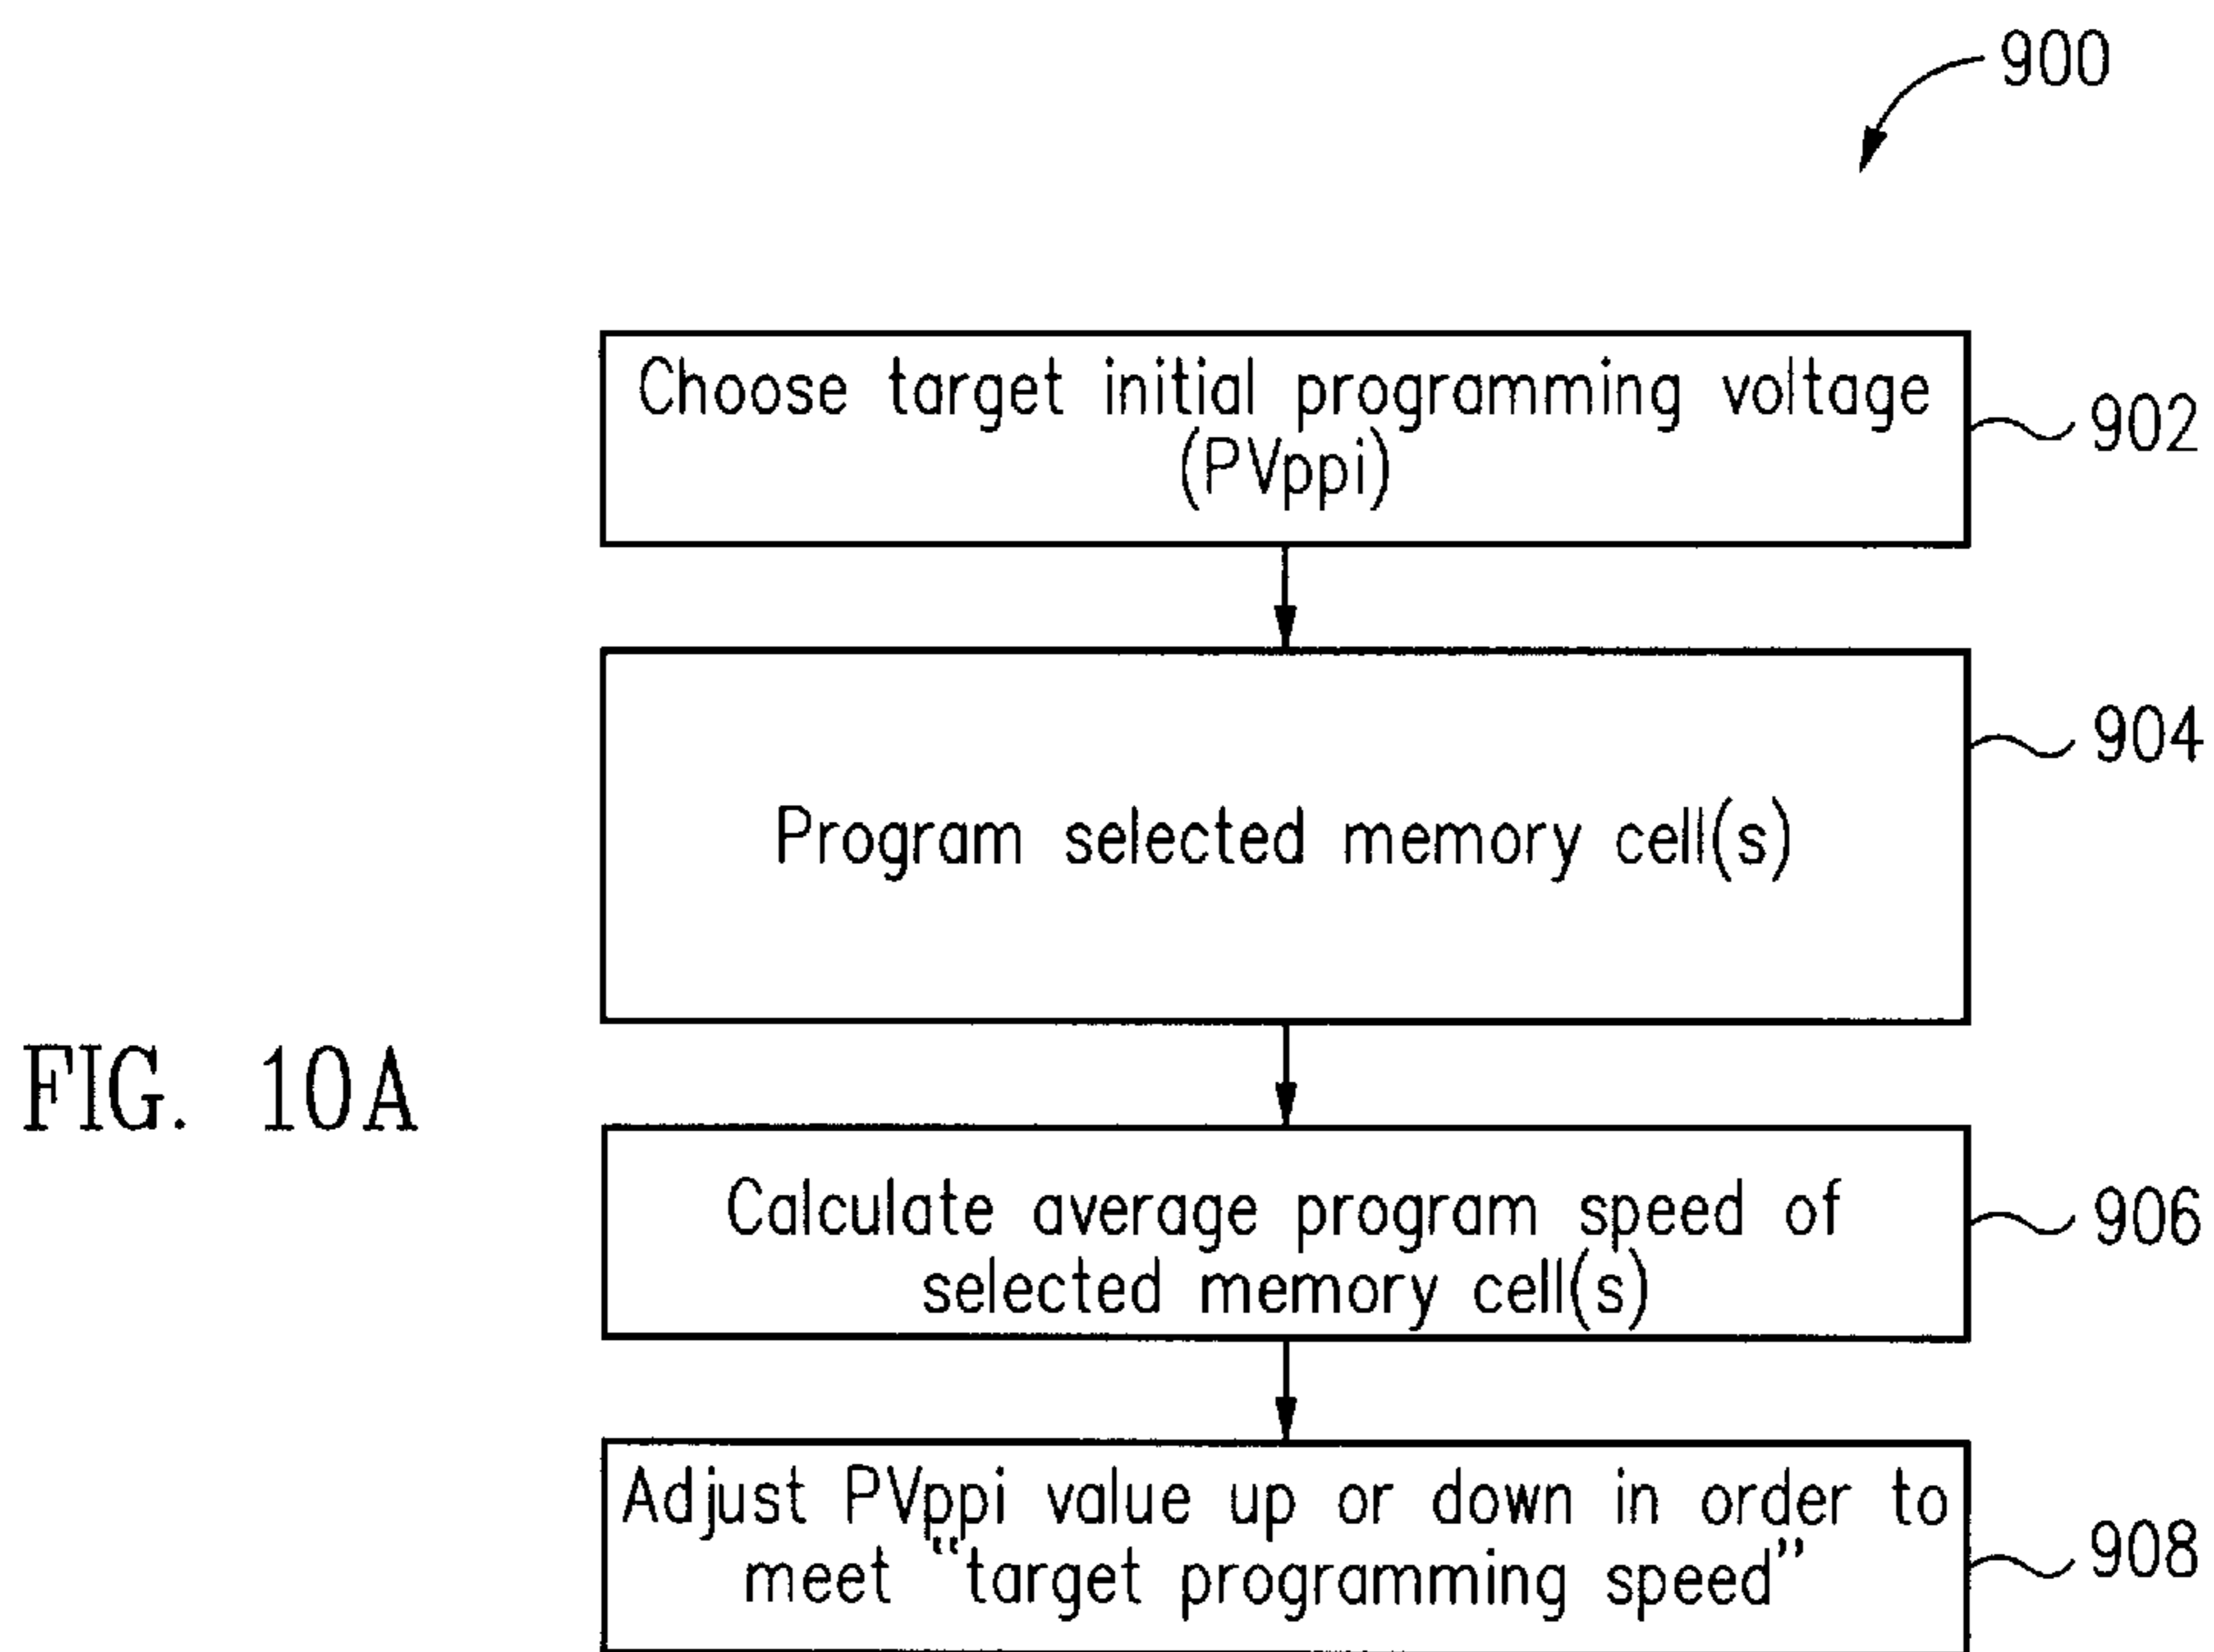 900
Choose target initial programming voltage
(PVppi)
902
904
Program selected memory cell(s)
FIG. 10A
Calculate average program speed of
selected memory cell(s)
906
Adjust PVppi value up or down in order to
meet “target programming speed”
908